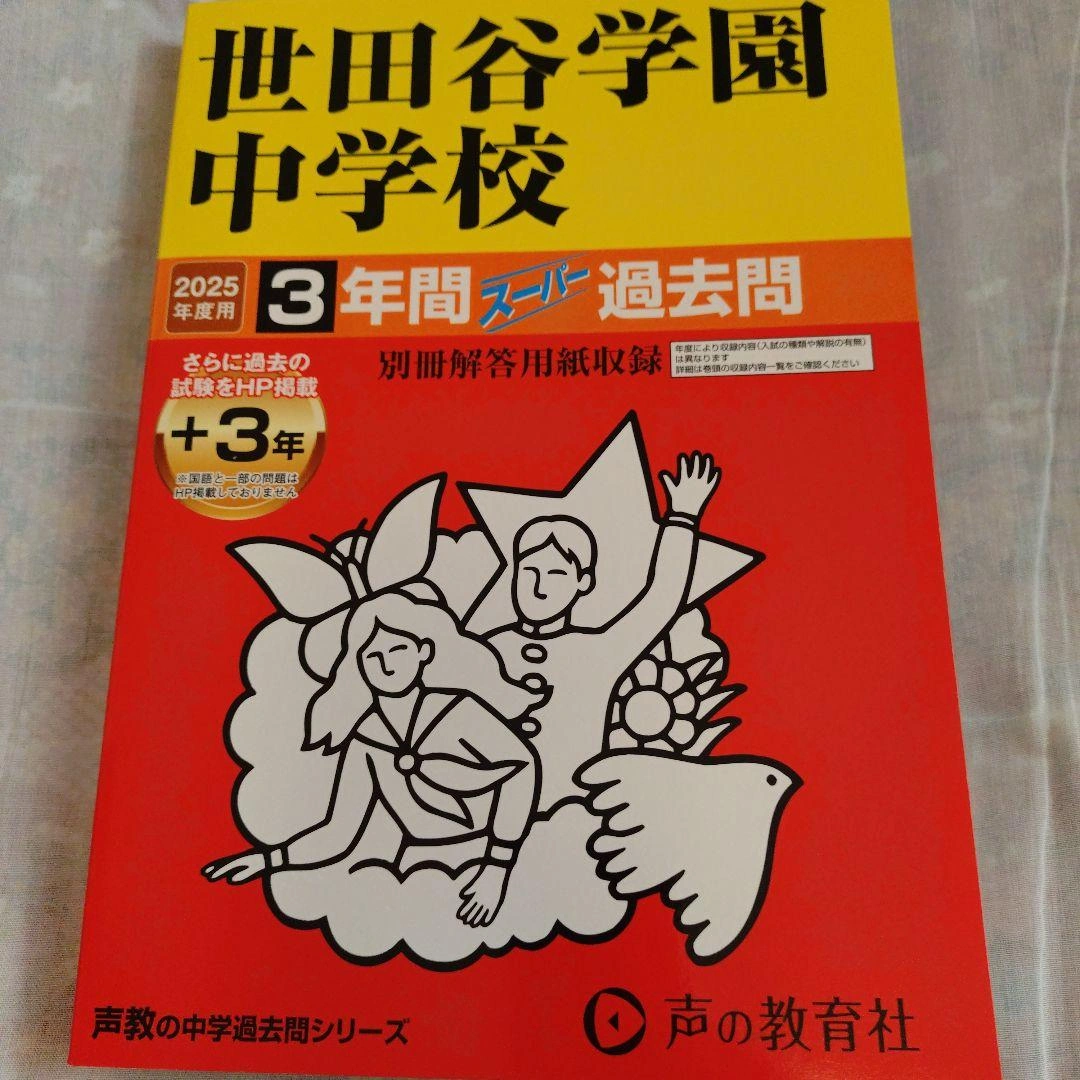 世田谷学園
中学校
2025
年度用
3年間スーパー過去問
別冊解答用紙収録
年度により収録内容(入試の種類や解説の有無)
は異なります
詳細は巻頭の収録内容一覧をご確認ください
さらに過去の
試験をHP掲載
+3年
※国語と一部の問題は
HP掲載しておりません
声教の中学過去問シリーズ
声の教育社